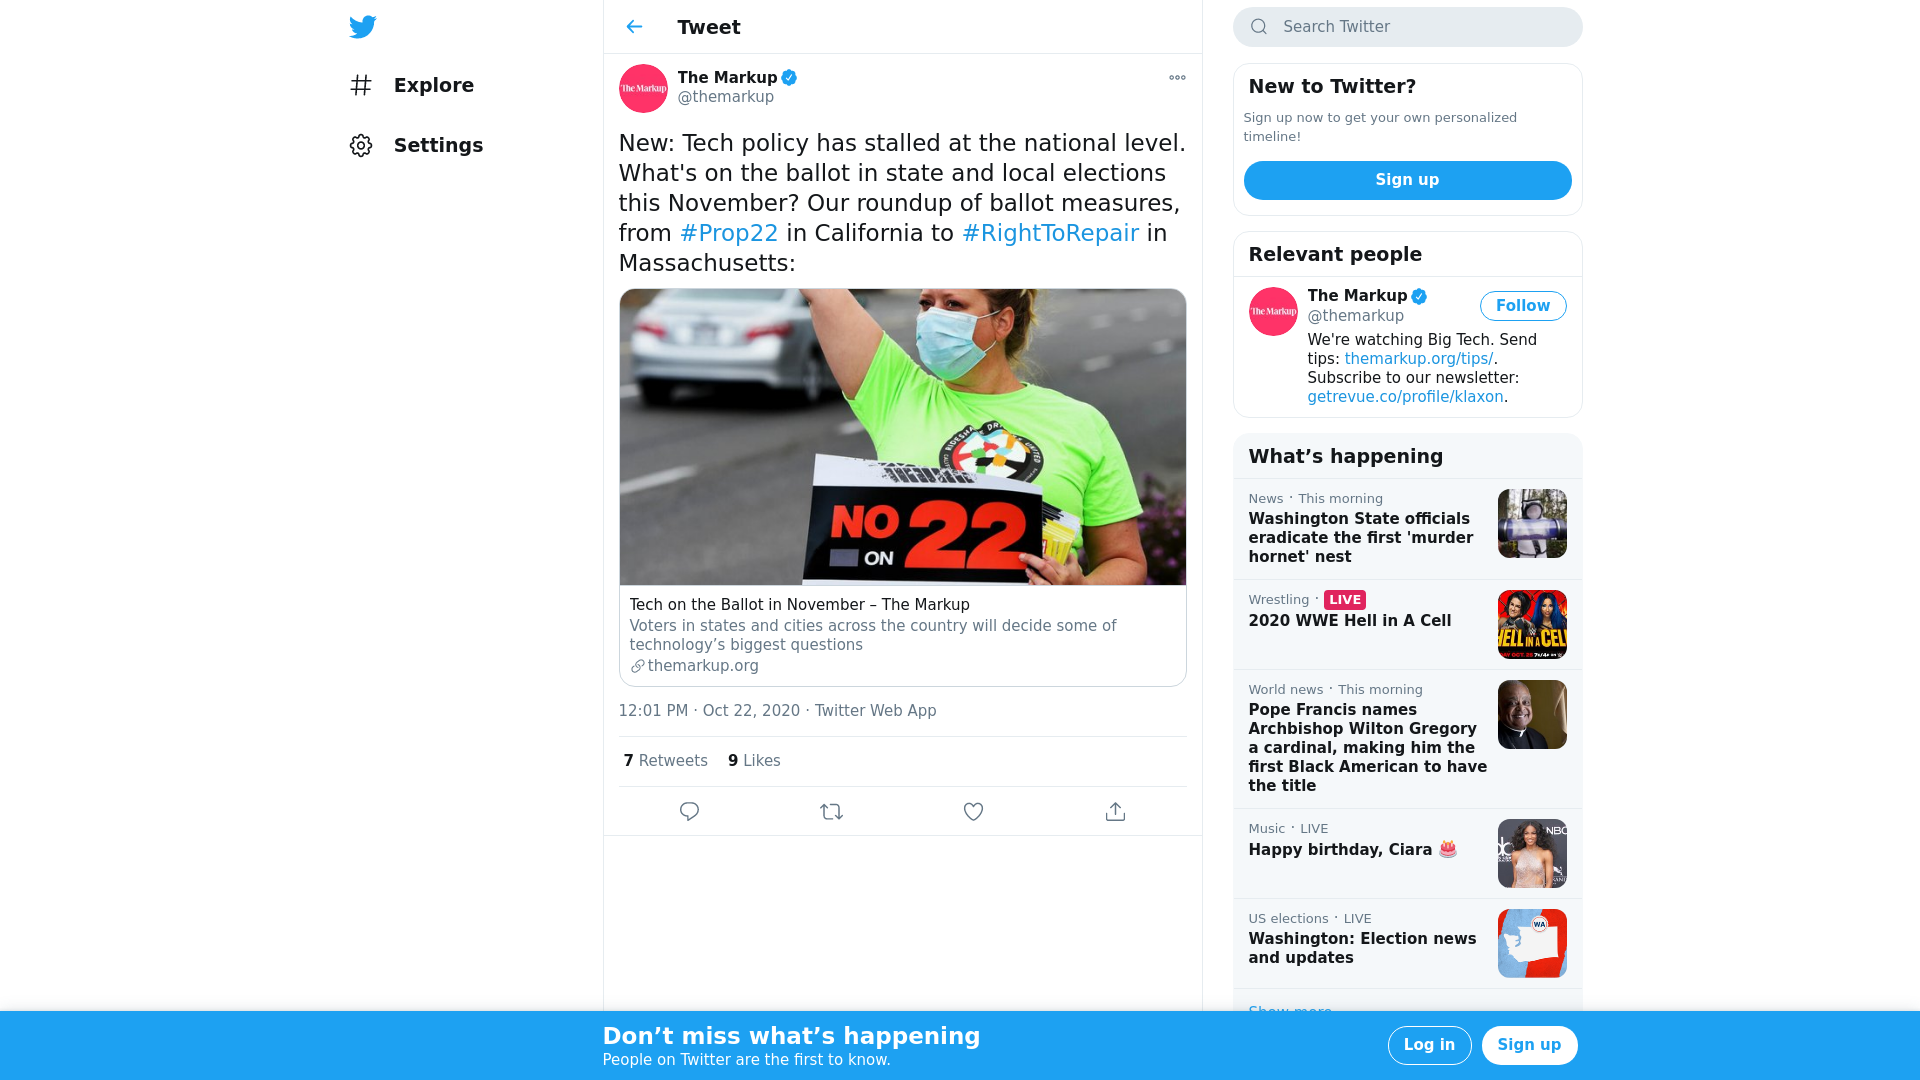 Explore
Settings
Tweet
The Markup
The Markup
@themarkup
New: Tech policy has stalled at the national level.
What's on the ballot in state and local elections
this November? Our roundup of ballot measures,
from #Prop22 in California to #RightToRepair in
Massachusetts:
NO
ON
22
Tech on the Ballot in November – The Markup
Voters in states and cities across the country will decide some of
technology’s biggest questions
themarkup.org
12:01 PM · Oct 22, 2020 · Twitter Web App
7 Retweets 9 Likes
Search Twitter
New to Twitter?
Sign up now to get your own personalized
timeline!
Sign up
Relevant people
The Markup
The Markup
@themarkup
Follow
We're watching Big Tech. Send
tips: themarkup.org/tips/.
Subscribe to our newsletter:
getrevue.co/profile/klaxon.
What’s happening
News · This morning
Washington State officials
eradicate the first 'murder
hornet' nest
Wrestling · LIVE
2020 WWE Hell in A Cell
HELL IN A CELL
World news · This morning
Pope Francis names
Archbishop Wilton Gregory
a cardinal, making him the
first Black American to have
the title
Music · LIVE
Happy birthday, Ciara 🎂
NBC
US elections · LIVE
Washington: Election news
and updates
WA
Don’t miss what’s happening
People on Twitter are the first to know.
Log in
Sign up